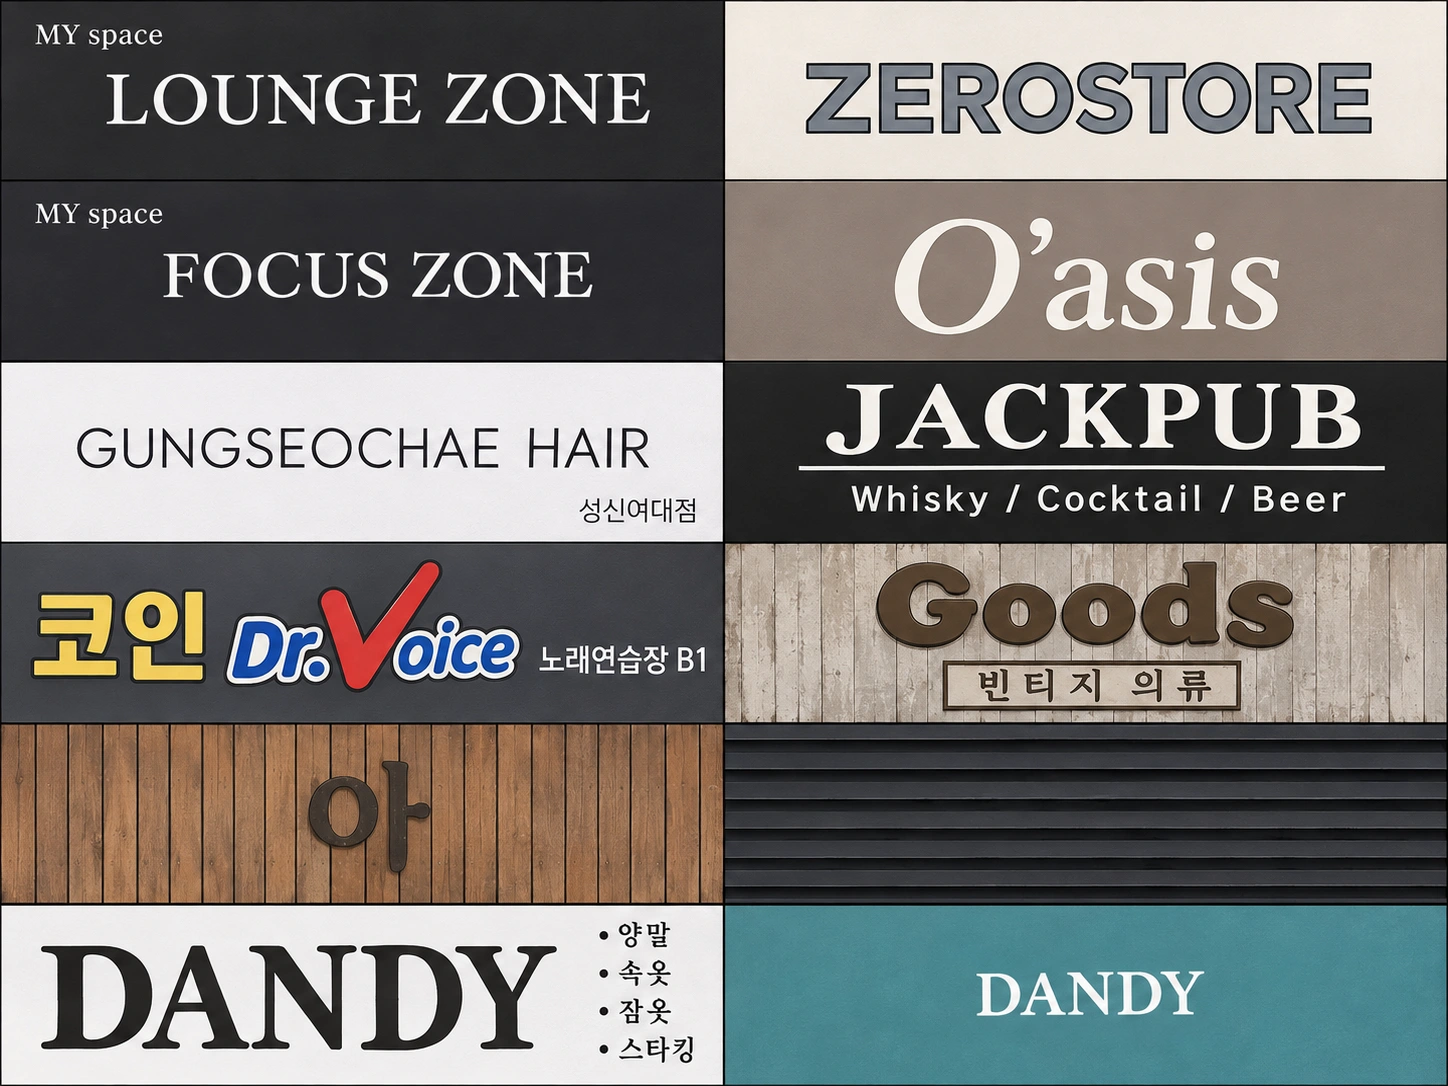 MY space
LOUNGE ZONE
ZEROSTORE
MY space
FOCUS ZONE
O'asis
GUNGSEOCHAE HAIR
성신여대점
JACKPUB
Whisky / Cocktail / Beer
코인 Dr.Voice 노래연습장 B1
Goods
빈티지 의류
아
DANDY
• 양말
• 속옷
• 잠옷
• 스타킹
DANDY